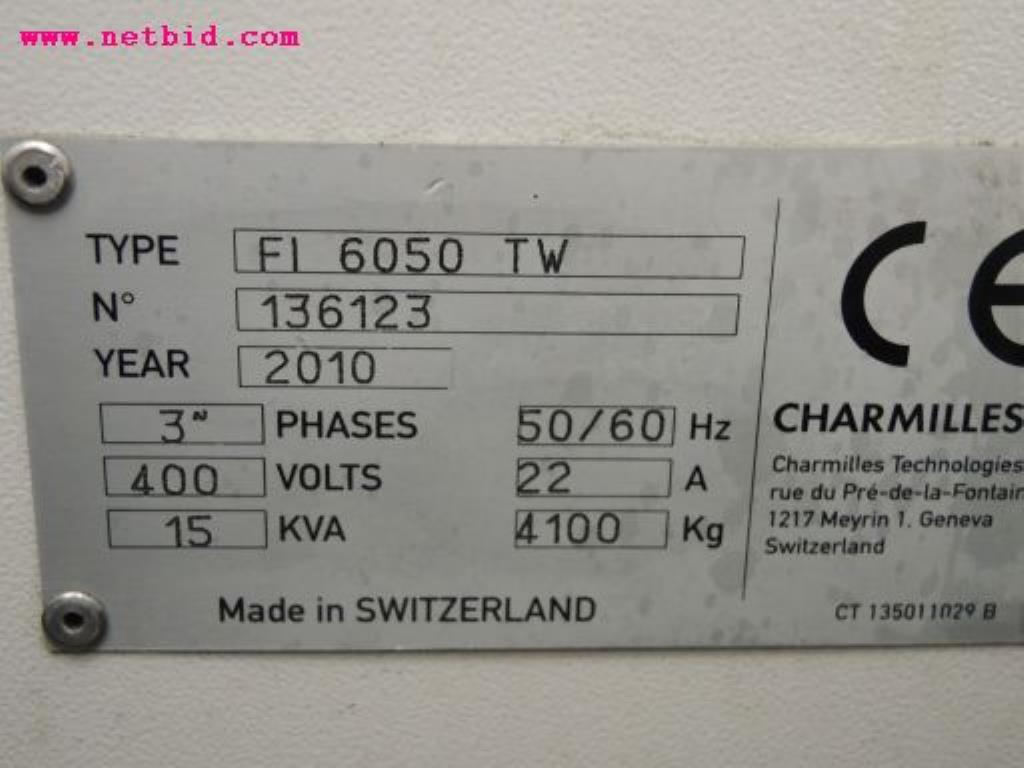 www.netbid.com
TYPE FI 6050 TW
N° 136123
YEAR 2010
3~ PHASES 50/60 Hz
400 VOLTS 22 A
15 KVA 4100 Kg
Made in SWITZERLAND
CE
CHARMILLES
Charmilles Technologies
rue du Pré-de-la-Fontain
1217 Meyrin 1. Geneva
Switzerland
CT 135011029 B